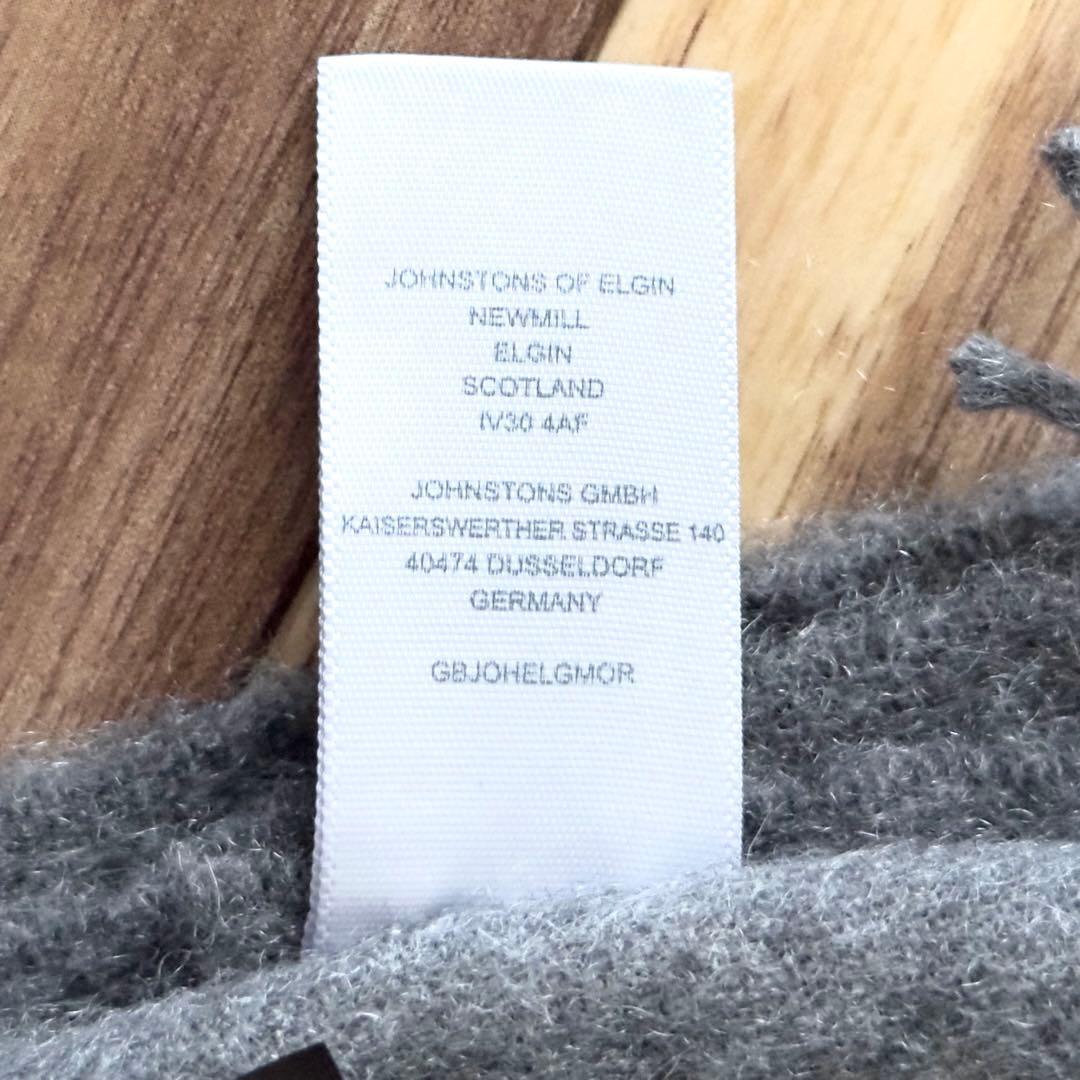 JOHNSTONS OF ELGIN
NEWMILL
ELGIN
SCOTLAND
IV30 4AF
JOHNSTONS GMBH
KAISERSWERTHER STRASSE 140
40474 DUSSELDORF
GERMANY
GBJOHELGMOR